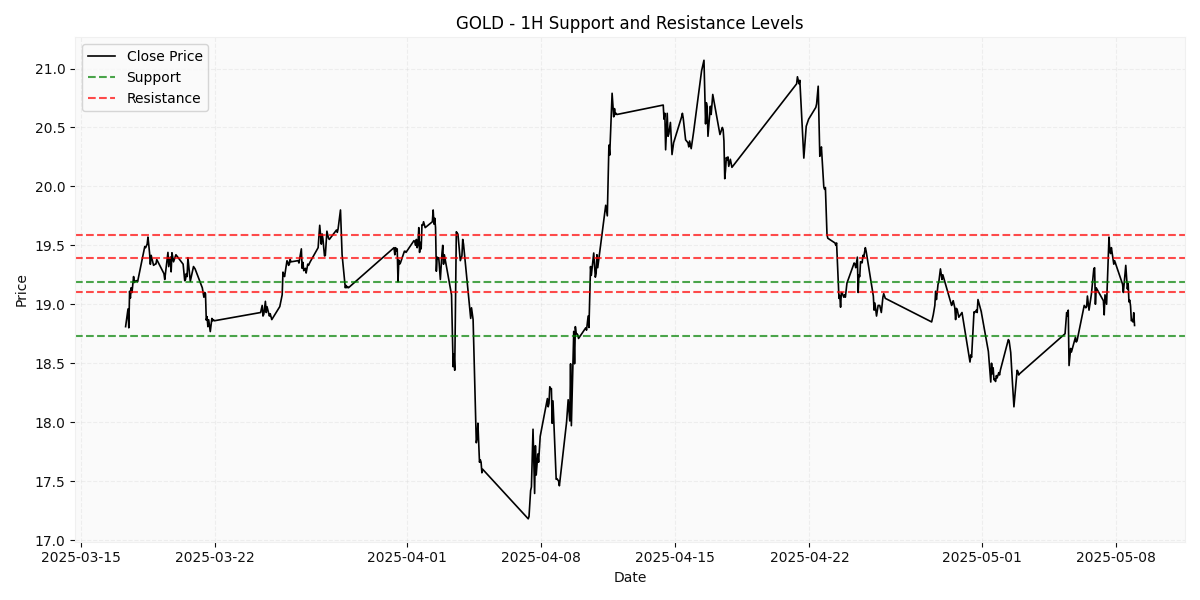 GOLD - 1H Support and Resistance Levels
Close Price
Support
Resistance
Price
21.0
20.5
20.0
19.5
19.0
18.5
18.0
17.5
17.0
2025-03-15
2025-03-22
2025-04-01
2025-04-08
2025-04-15
2025-04-22
2025-05-01
2025-05-08
Date